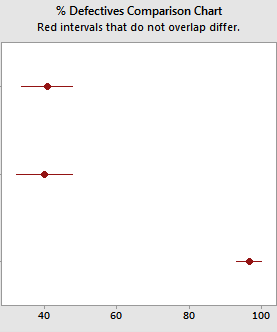 % Defectives Comparison Chart
Red intervals that do not overlap differ.
40 60 80 100